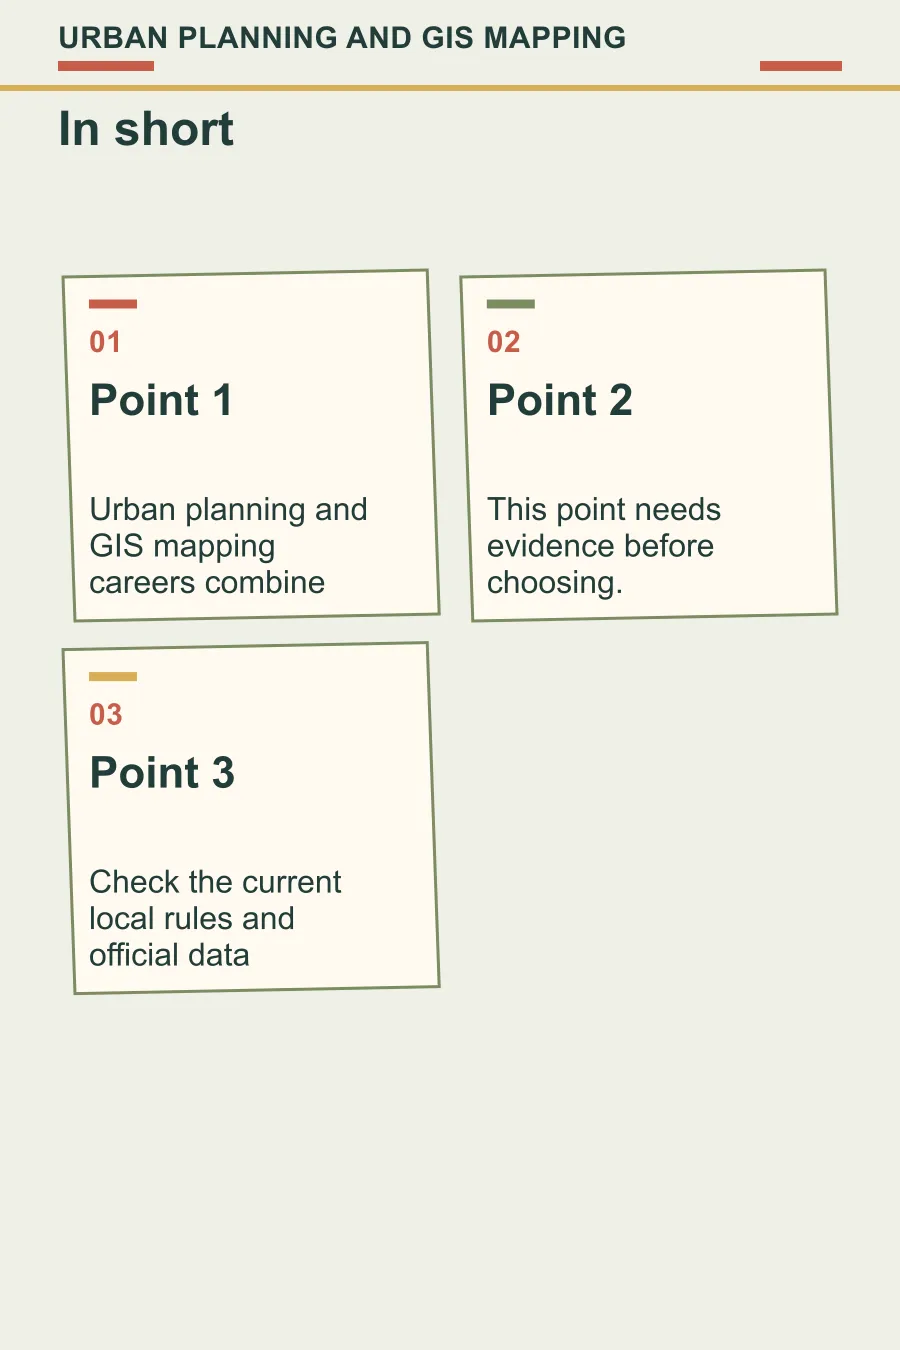 URBAN PLANNING AND GIS MAPPING
In short
01
Point 1
Urban planning and
GIS mapping
careers combine
02
Point 2
This point needs
evidence before
choosing.
03
Point 3
Check the current
local rules and
official data